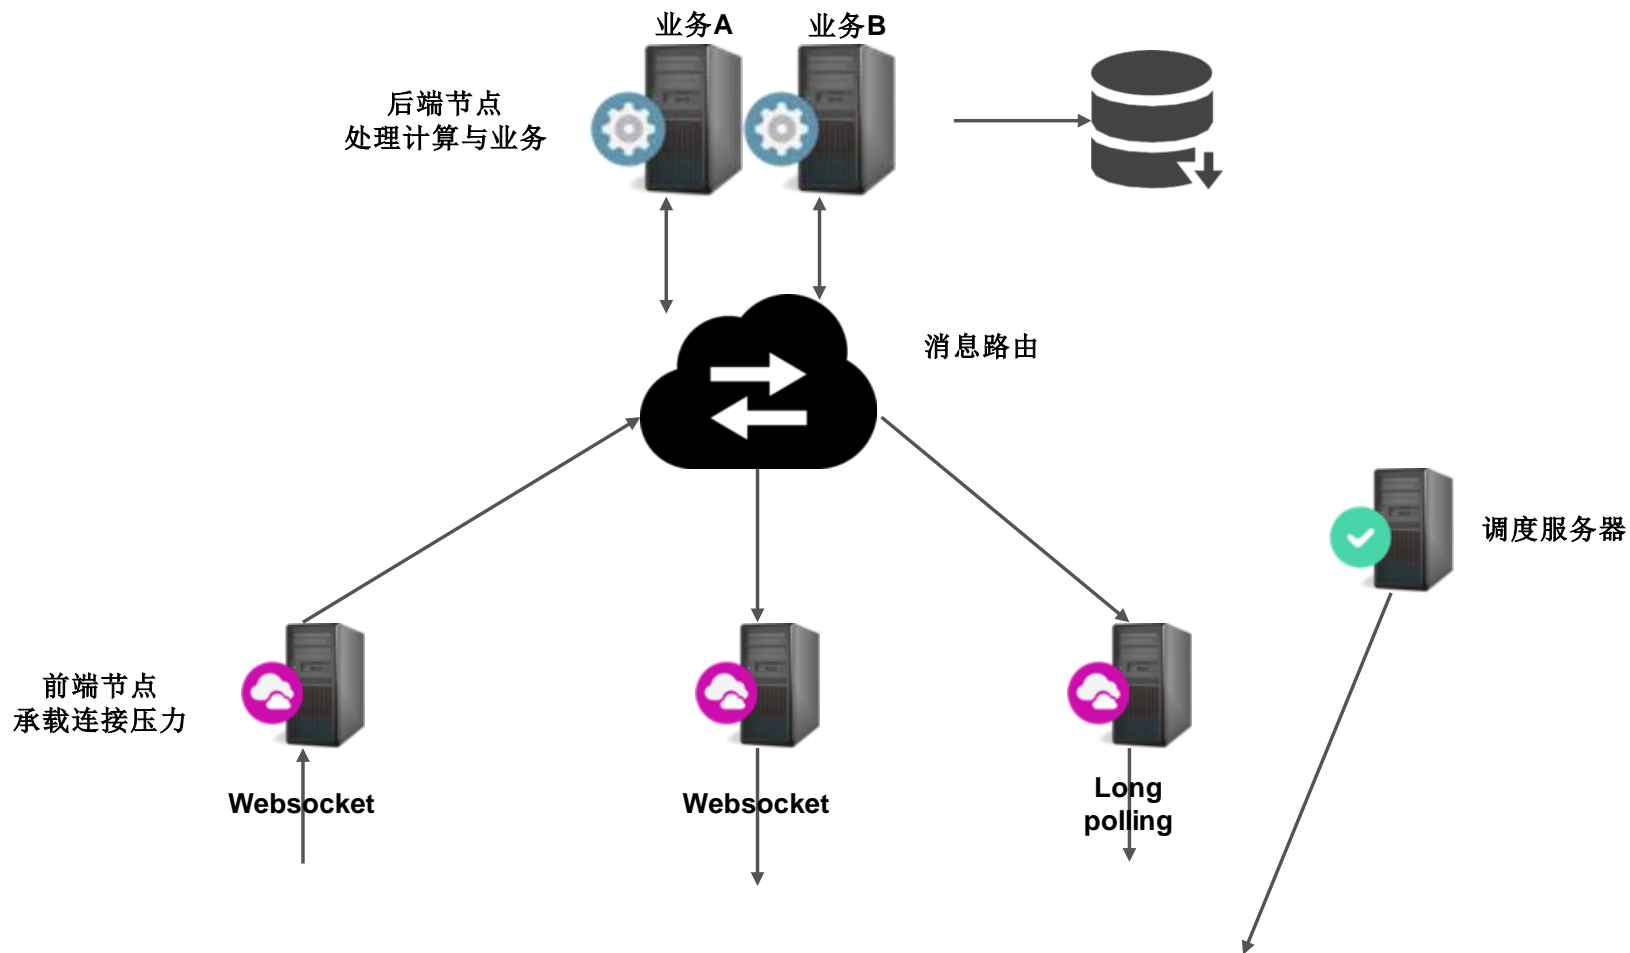 业务A
业务B
后端节点
处理计算与业务
消息路由
调度服务器
前端节点
承载连接压力
Websocket
Websocket
Long
polling